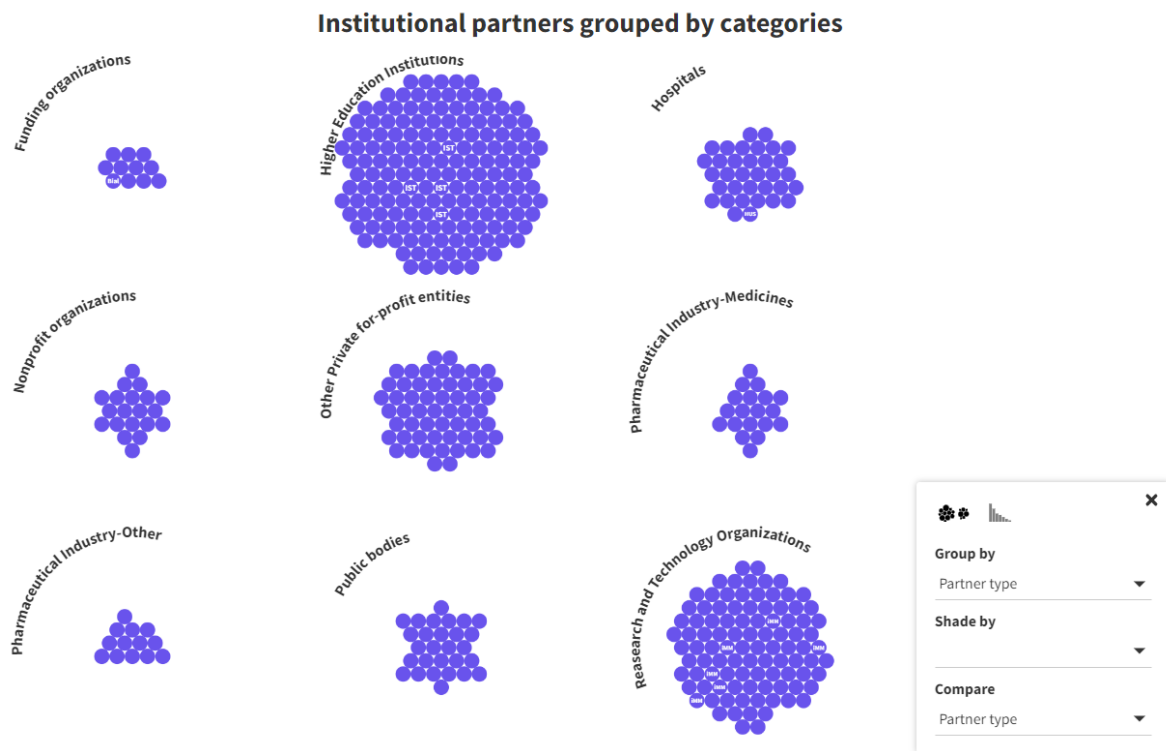 Institutional partners grouped by categories
Funding organizations
Higher Education Institutions
Hospitals
Bial
IST
IST IST
IST
HUS
Nonprofit organizations
Other Private for-profit entities
Pharmaceutical Industry-Medicines
Pharmaceutical Industry-Other
Public bodies
Reasearch and Technology Organizations
iMM
iMM iMM
iMM
iMM
iMM
Group by
Partner type
Shade by
Compare
Partner type